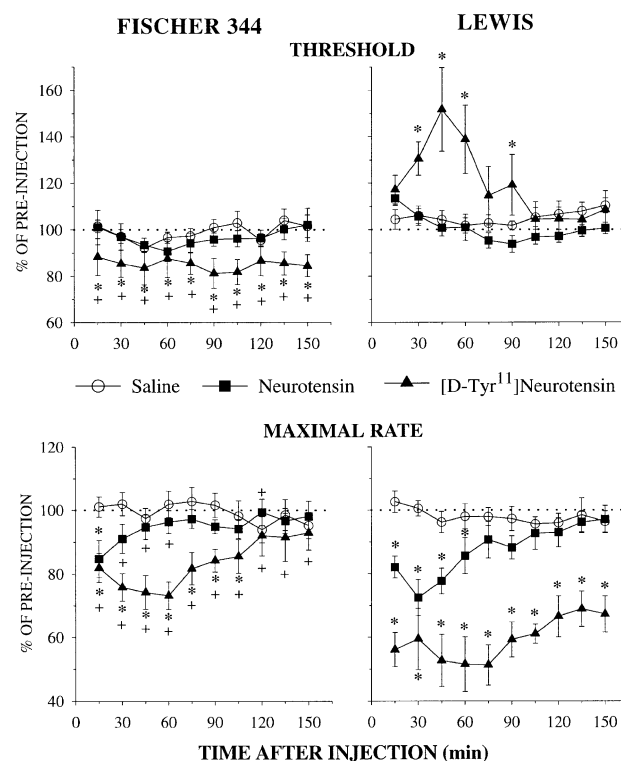 FISCHER 344 LEWIS
THRESHOLD
% OF PRE-INJECTION
160
140
120
100
80
60
* * * * * * * * * *
+ + + + + + + + + +
* * * *
0 30 60 90 120 150 0 30 60 90 120 150
Saline Neurotensin [D-Tyr11]Neurotensin
MAXIMAL RATE
% OF PRE-INJECTION
120
100
80
60
40
0 30 60 90 120 150 0 30 60 90 120 150
TIME AFTER INJECTION (min)